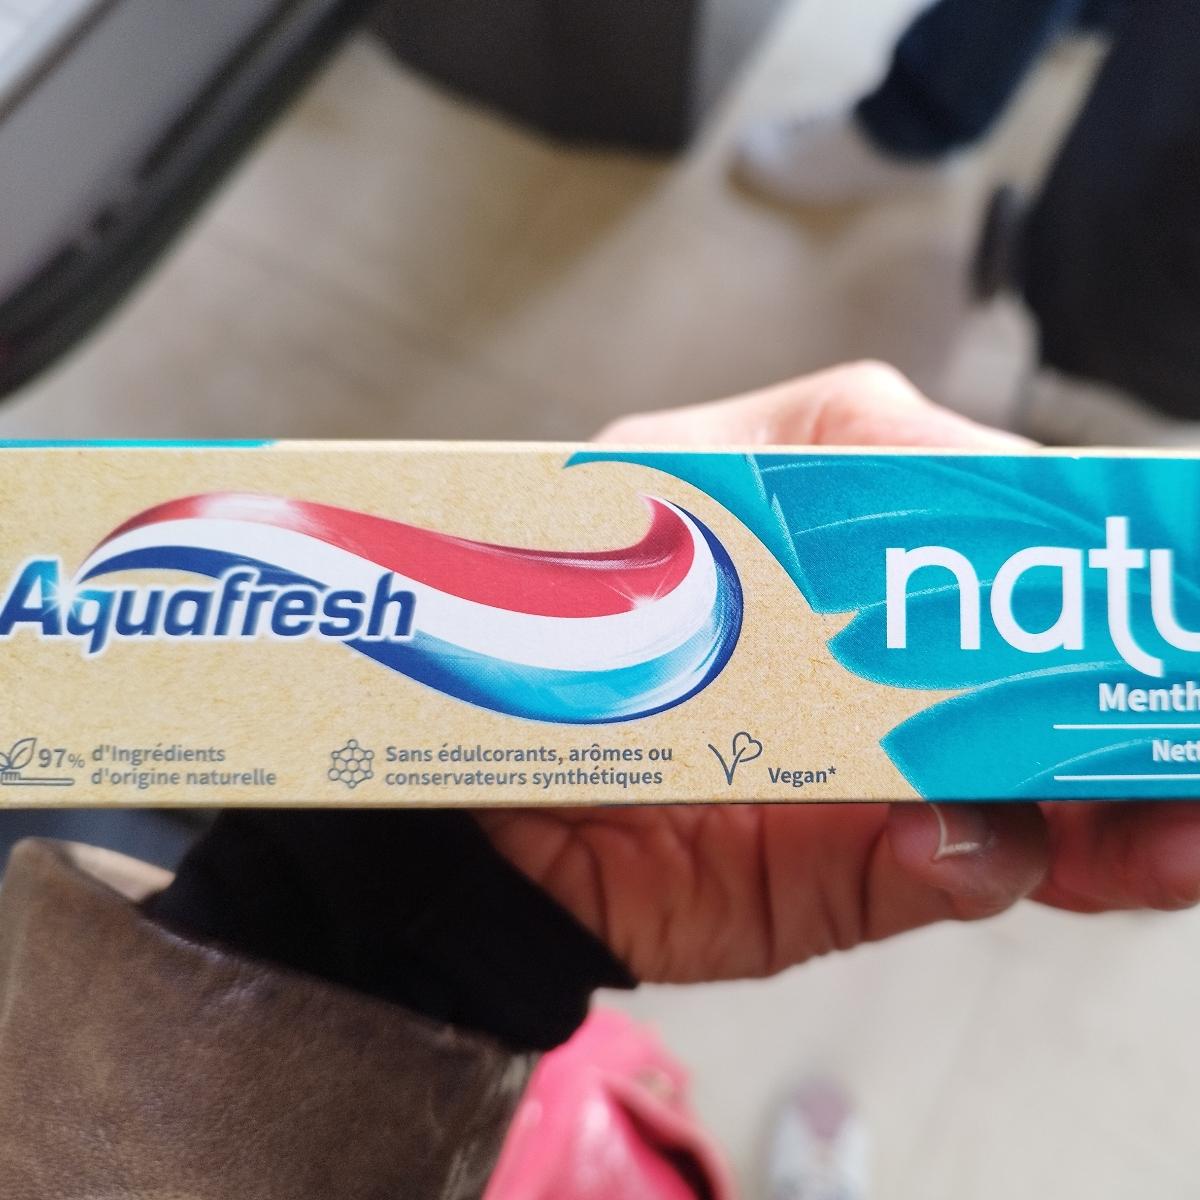 Aquafresh
natu
Menth
Nett
97% d'Ingrédients
d'origine naturelle
Sans édulcorants, arômes ou
conservateurs synthétiques
Vegan*